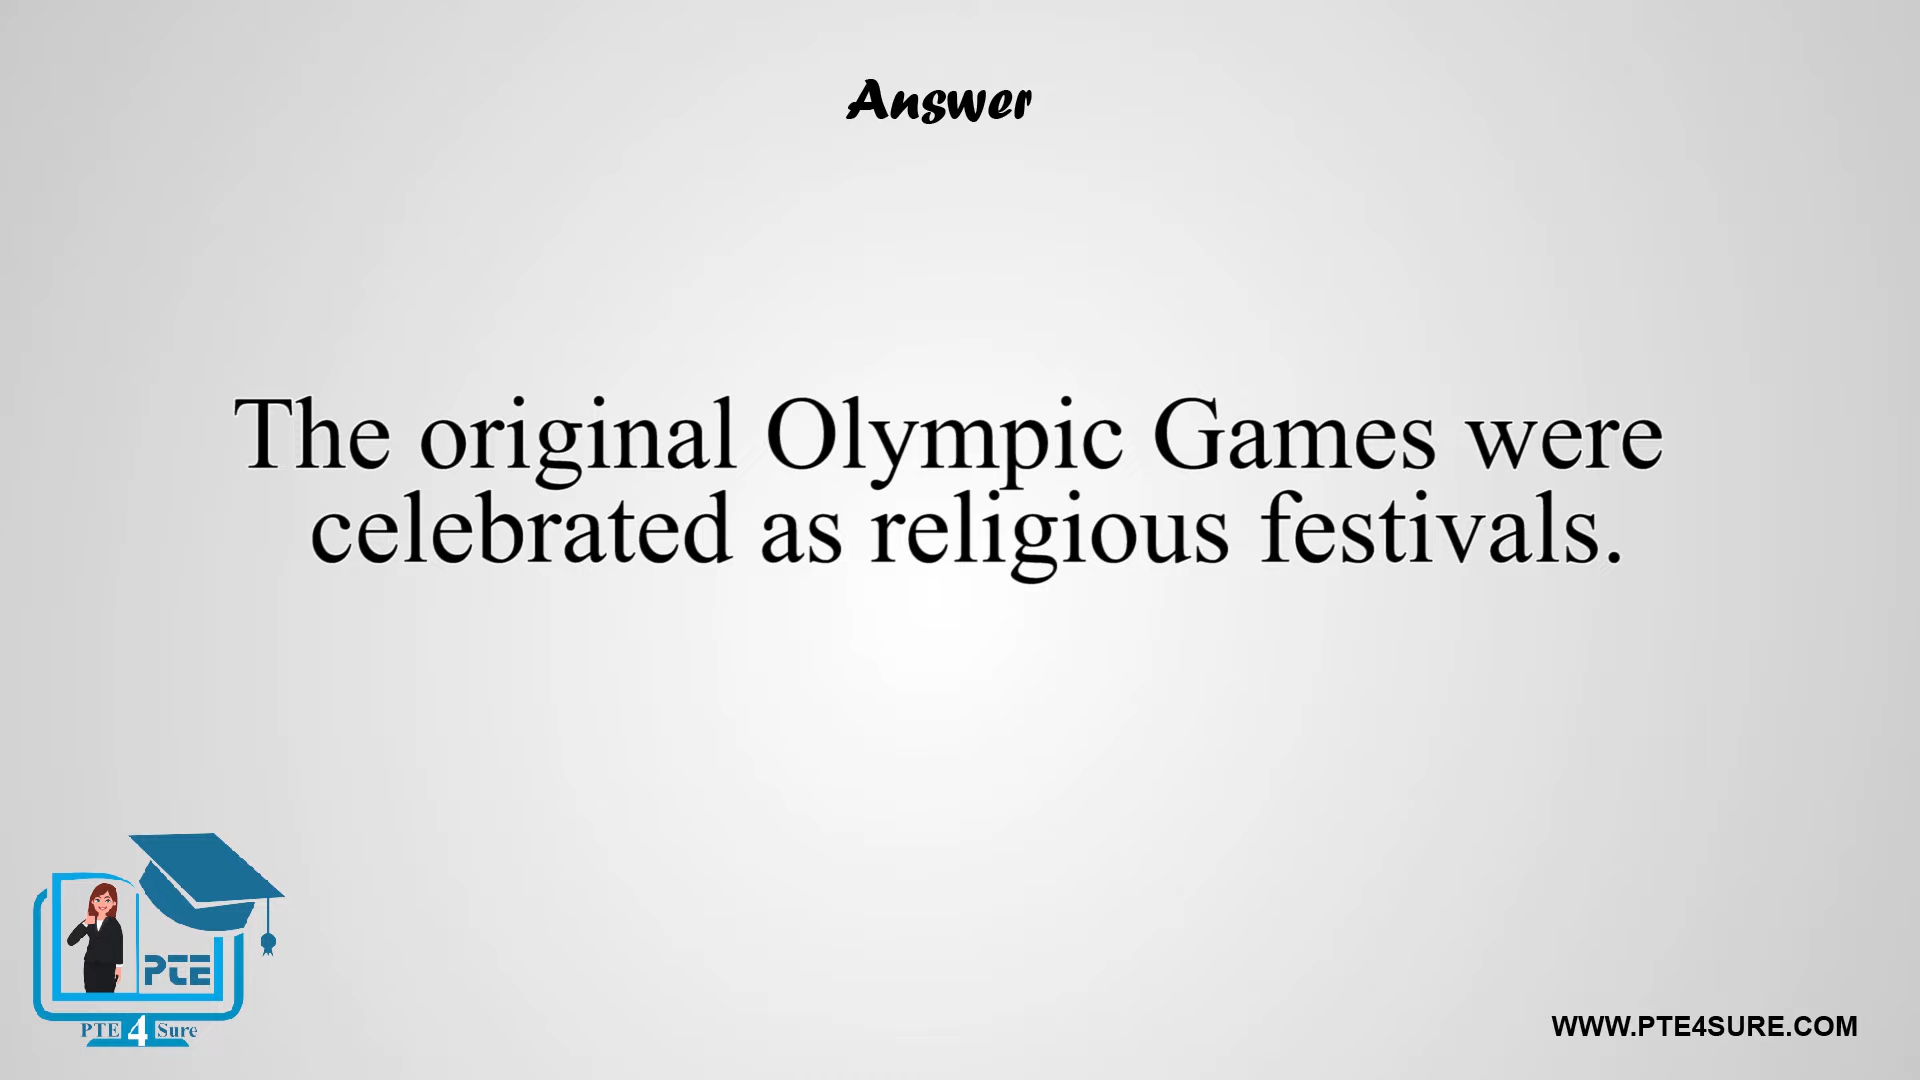 Answer
The original Olympic Games were
celebrated as religious festivals.
PTE
PTE 4 Sure
WWW.PTE4SURE.COM